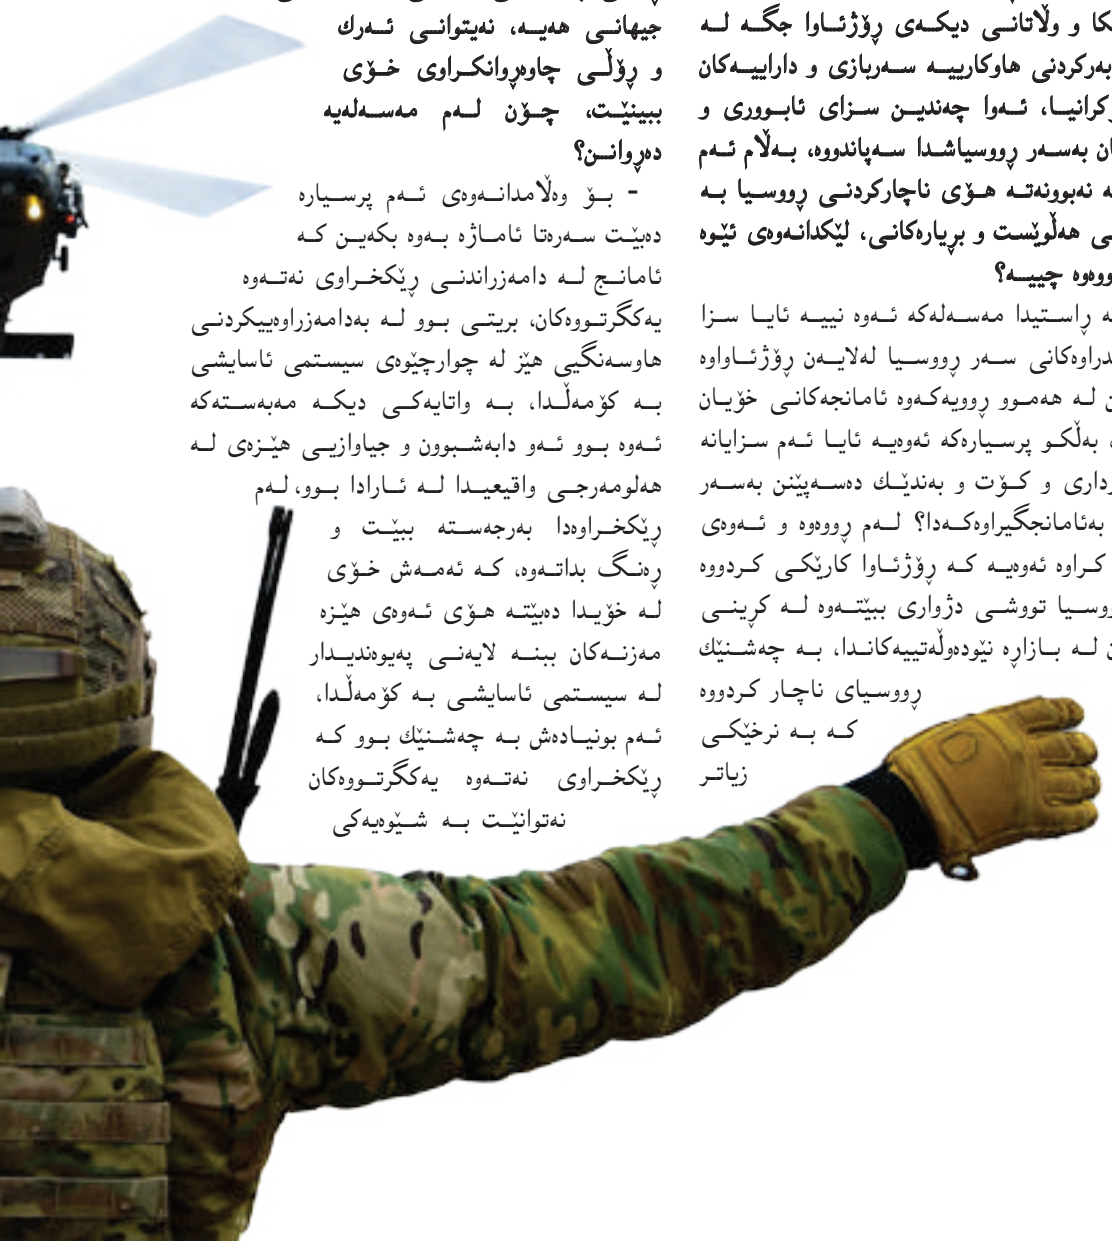 كا و وڵاتانی دیكەی ڕۆژئاوا جگە لە
بەركردنی هاوكارییە سەربازی و داراییەكان
ئەوا چەندین سزای ئابووری و
بەسەر ڕووسیاشدا سەپاندووە، بەڵام ئەم
نەبوونەتە هۆی ناچاركردنی ڕووسیا بە
هەڵوێست و بڕیارەكانی، لێكدانەوەی ئێوە
چییە؟
ڕاستیدا مەسەلەكە ئەوە نییە ئایا سزا
سەر ڕووسیا لەلایەن ڕۆژئاواوە
لە هەموو ڕوویەكەوە ئامانجەكانی خۆیان
بەڵكو پرسیارەكە ئەوەیە ئایا ئەم سزایانە
و كۆت و بەندێك دەسەپێنن بەسەر
بەئامانجگیراوەكەدا؟ لەم ڕووەوە و ئەوەی
كراوە ئەوەیە كە ڕۆژئاوا كارێكی كردووە
تووشی دژواری ببێتەوە لە كڕینی
لە بازاڕە نێودەوڵەتییەكاندا، بە چەشنێك
ڕووسیای ناچار كردووە
كە بە نرخێكی
زیاتر
جیهانی هەیە، نەیتوانی ئەرك
و ڕۆڵی چاوەڕوانكراوی خۆی
ببینێت، چۆن لەم مەسەلەیە
دەڕوانن؟
- بۆ وەڵامدانەوەی ئەم پرسیارە
دەبێت سەرەتا ئاماژە بەوە بكەین كە
ئامانج لە دامەزراندنی ڕێكخراوی نەتەوە
یەكگرتووەكان، بریتی بوو لە بەدامەزراوەییكردنی
هاوسەنگیی هێز لە چوارچێوەی سیستمی ئاسایشی
بە كۆمەڵدا، بە واتایەكی دیكە مەبەستەكە
ئەوە بوو ئەو دابەشبوون و جیاوازیی هێزەی لە
هەلومەرجی واقیعیدا لە ئارادا بوو، لەم
ڕێكخراوەدا بەرجەستە ببێت و
ڕەنگ بداتەوە، كە ئەمەش خۆی
لە خۆیدا دەبێتە هۆی ئەوەی هێزە
مەزنەكان ببنە لایەنی پەیوەندیدار
لە سیستمی ئاسایشی بە كۆمەڵدا،
ئەم بونیادەش بە چەشنێك بوو كە
ڕێكخراوی نەتەوە یەكگرتووەكان
نەتوانێت بە شێوەیەكی